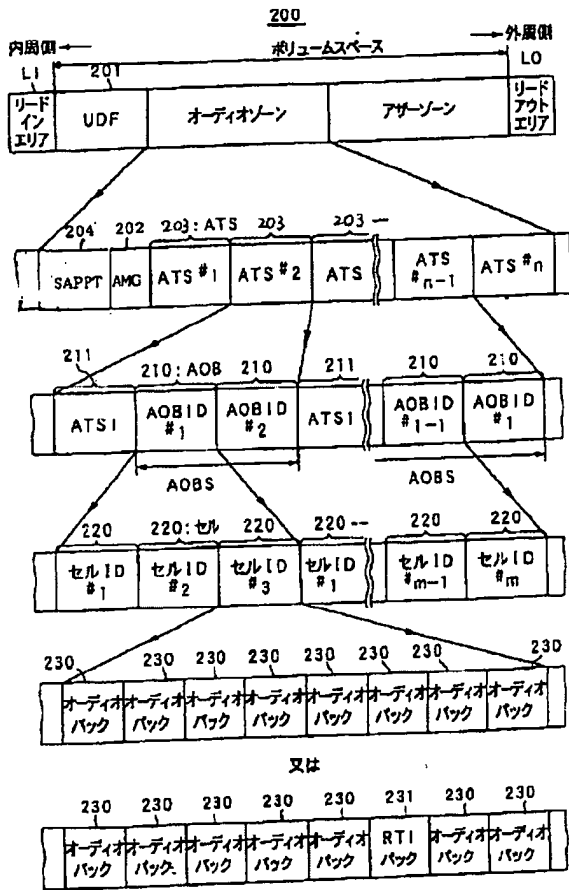 200
内周側 ← ボリュームスペース → 外周側
L1 201 L0
リードインエリア UDF オーディオゾーン アザーゾーン リードアウトエリア
204 202 203:ATS 203 203--
SAPPT AMG ATS #1 ATS #2 ATS ATS #n-1 ATS #n
211 210:AOB 210 211 210 210
ATSI AOBID #1 AOBID #2 ATSI AOBID #1-1 AOBID #1
AOBS AOBS
220 220:セル 220 220-- 220 220
セルID #1 セルID #2 セルID #3 セルID #1 セルID #m-1 セルID #m
230 230 230 230 230 230 230 230
オーディオパック オーディオパック オーディオパック オーディオパック オーディオパック オーディオパック オーディオパック オーディオパック
又は
230 230 230 230 230 231 230 230
オーディオパック オーディオパック オーディオパック オーディオパック オーディオパック RTIパック オーディオパック オーディオパック